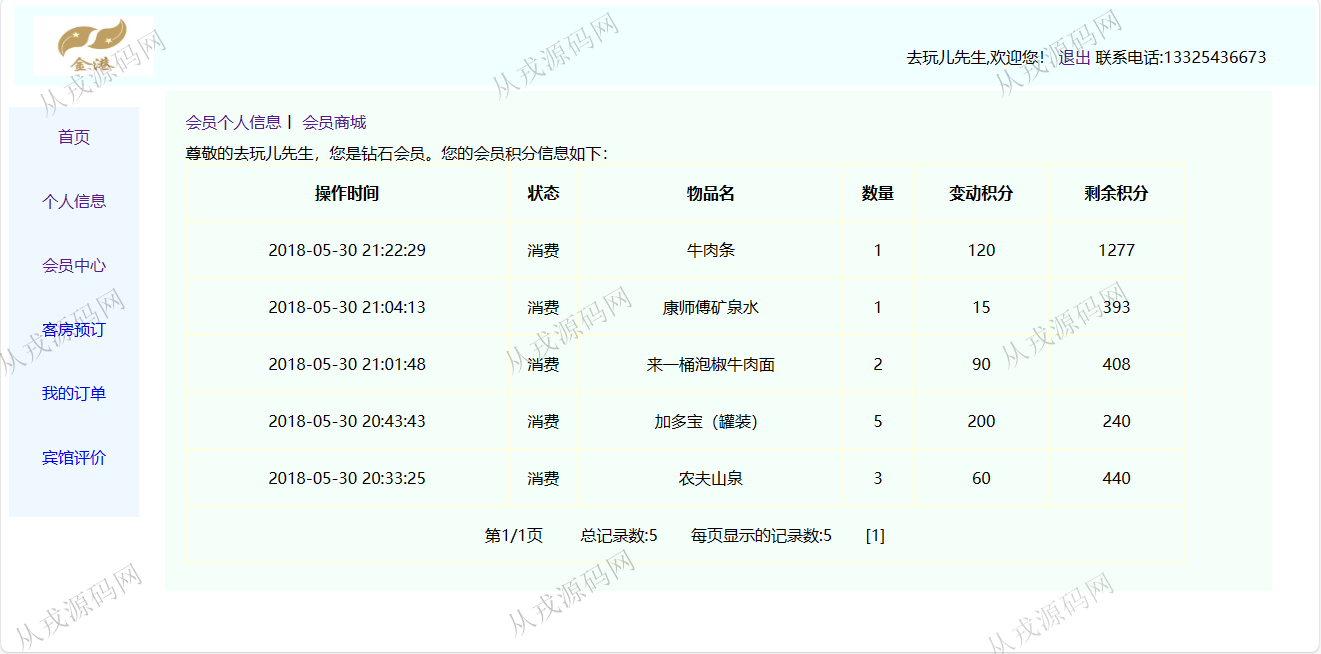 金港
去玩儿先生,欢迎您! 退出 联系电话:13325436673
首页
个人信息
会员中心
客房预订
我的订单
宾馆评价
会员个人信息 | 会员商城
尊敬的去玩儿先生，您是钻石会员。您的会员积分信息如下：
操作时间 状态 物品名 数量 变动积分 剩余积分
2018-05-30 21:22:29 消费 牛肉条 1 120 1277
2018-05-30 21:04:13 消费 康师傅矿泉水 1 15 393
2018-05-30 21:01:48 消费 来一桶泡椒牛肉面 2 90 408
2018-05-30 20:43:43 消费 加多宝（罐装） 5 200 240
2018-05-30 20:33:25 消费 农夫山泉 3 60 440
第1/1页 总记录数:5 每页显示的记录数:5 [1]
从戎源码网
从戎源码网
从戎源码网
从戎源码网
从戎源码网
从戎源码网
从戎源码网
从戎源码网
从戎源码网